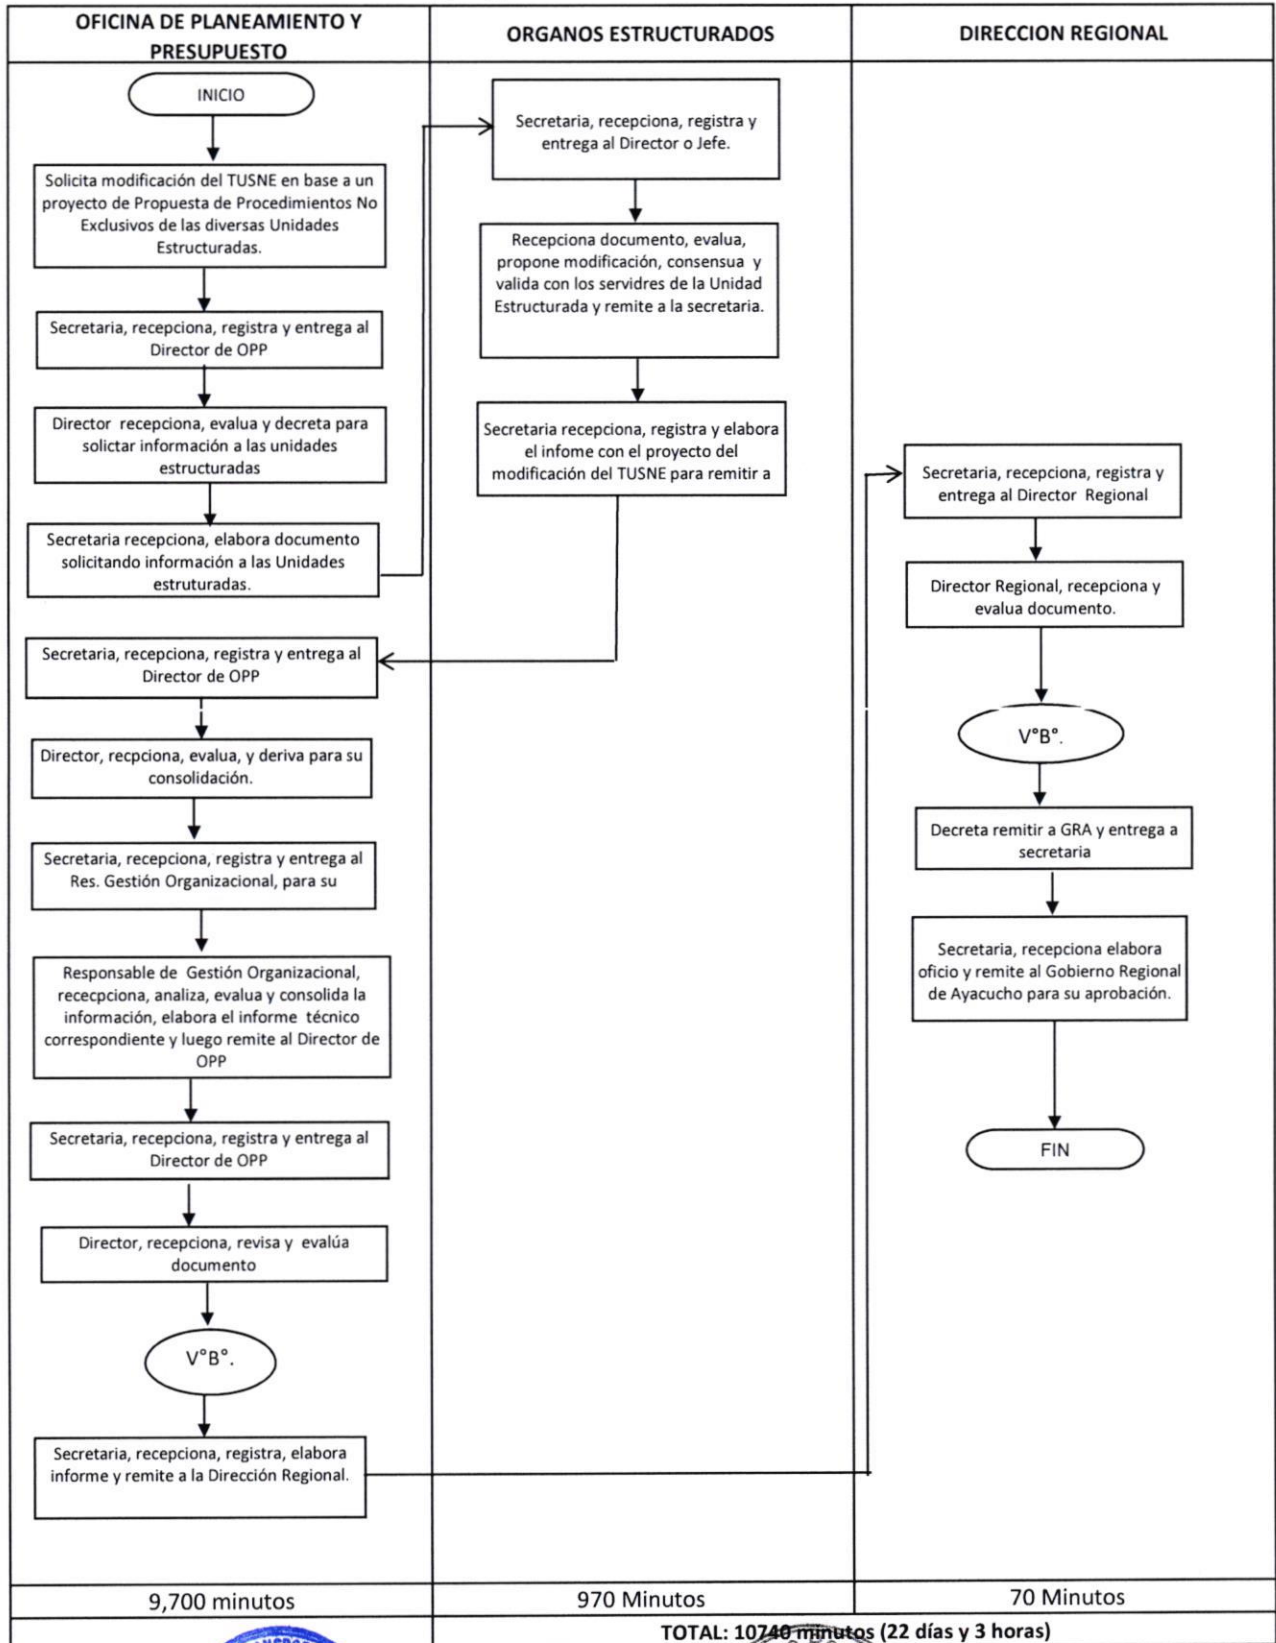 OFICINA DE PLANEAMIENTO Y
PRESUPUESTO
INICIO
Solicita modificación del TUSNE en base a un
proyecto de Propuesta de Procedimientos No
Exclusivos de las diversas Unidades
Estructuradas.
Secretaria, recepciona, registra y entrega al
Director de OPP
Director recepciona, evalua y decreta para
solictar información a las unidades
estructuradas
Secretaria recepciona, elabora documento
solicitando información a las Unidades
estruturadas.
Secretaria, recepciona, registra y entrega al
Director de OPP
Director, recpciona, evalua, y deriva para su
consolidación.
Secretaria, recepciona, registra y entrega al
Res. Gestión Organizacional, para su
Responsable de Gestión Organizacional,
rececpciona, analiza, evalua y consolida la
información, elabora el informe técnico
correspondiente y luego remite al Director de
OPP
Secretaria, recepciona, registra y entrega al
Director de OPP
Director, recepciona, revisa y evalúa
documento
V°B°.
Secretaria, recepciona, registra, elabora
informe y remite a la Dirección Regional.
9,700 minutos
ORGANOS ESTRUCTURADOS
Secretaria, recepciona, registra y
entrega al Director o Jefe.
Recepciona documento, evalua,
propone modificación, consensua y
valida con los servidres de la Unidad
Estructurada y remite a la secretaria.
Secretaria recepciona, registra y elabora
el infome con el proyecto del
modificación del TUSNE para remitir a
970 Minutos
DIRECCION REGIONAL
Secretaria, recepciona, registra y
entrega al Director Regional
Director Regional, recepciona y
evalua documento.
V°B°.
Decreta remitir a GRA y entrega a
secretaria
Secretaria, recepciona elabora
oficio y remite al Gobierno Regional
de Ayacucho para su aprobación.
FIN
70 Minutos
TOTAL: 10740 minutos (22 días y 3 horas)